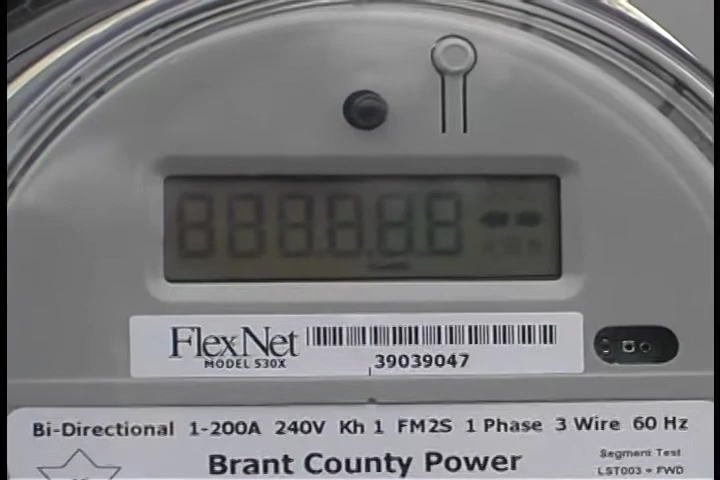 888888
FlexNet
MODEL 530X
39039047
Bi-Directional 1-200A 240V Kh 1 FM2S 1 Phase 3 Wire 60 Hz
Brant County Power
Segment Test
LST003 = FWD